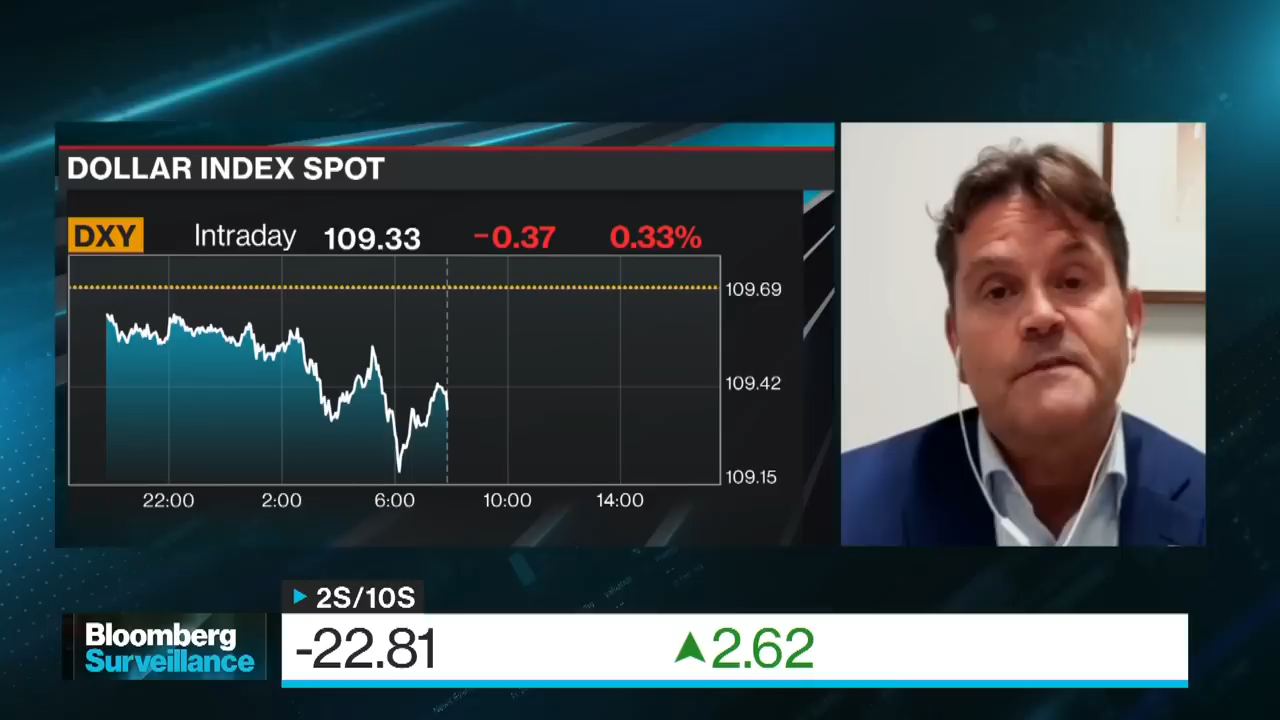 DOLLAR INDEX SPOT
DXY Intraday 109.33 -0.37 0.33%
109.69
109.42
109.15
22:00 2:00 6:00 10:00 14:00
2S/10S
Bloomberg
Surveillance
-22.81 ▲2.62